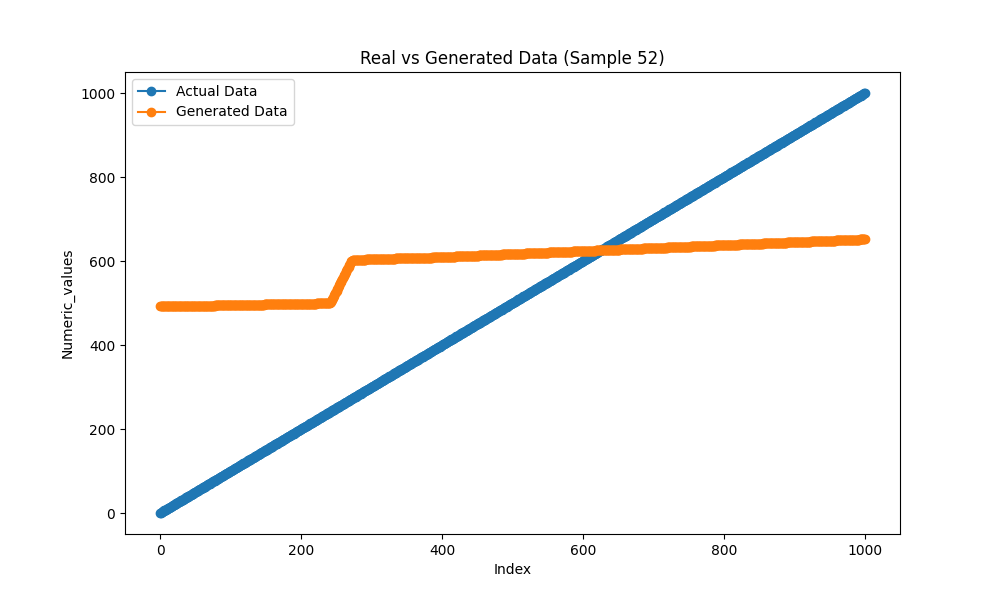 Real vs Generated Data (Sample 52)
Actual Data
Generated Data
Numeric_values
1000
800
600
400
200
0
0 200 400 600 800 1000
Index